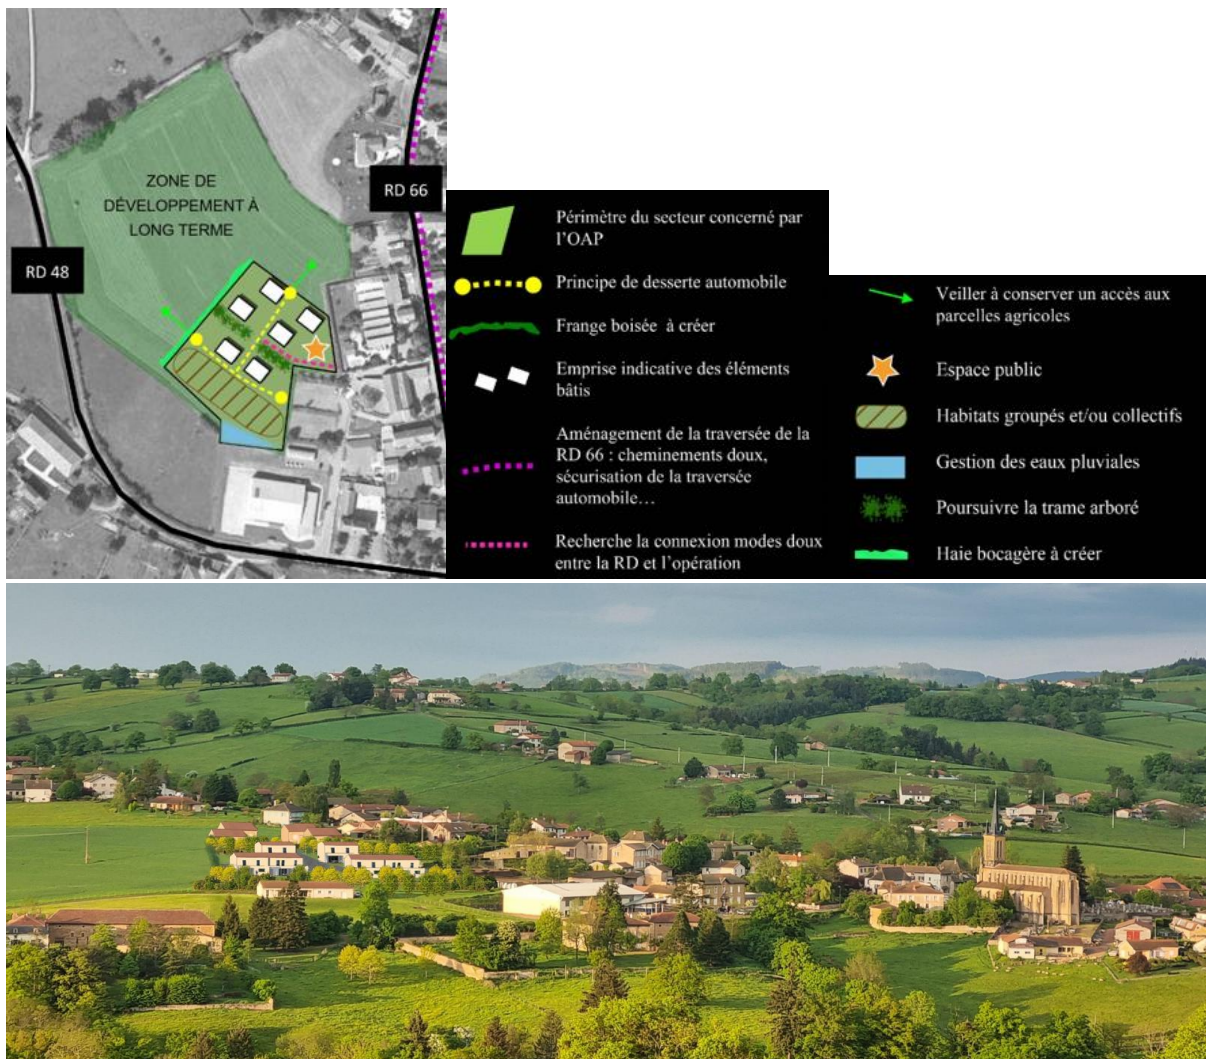 ZONE DE
DÉVELOPPEMENT À
LONG TERME
RD 66
RD 48
Périmètre du secteur concerné par
l’OAP
Principe de desserte automobile
Frange boisée à créer
Emprise indicative des éléments
bâtis
Aménagement de la traversée de la
RD 66 : cheminements doux,
sécurisation de la traversée
automobile…
Recherche la connexion modes doux
entre la RD et l’opération
Veiller à conserver un accès aux
parcelles agricoles
Espace public
Habitats groupés et/ou collectifs
Gestion des eaux pluviales
Poursuivre la trame arboré
Haie bocagère à créer